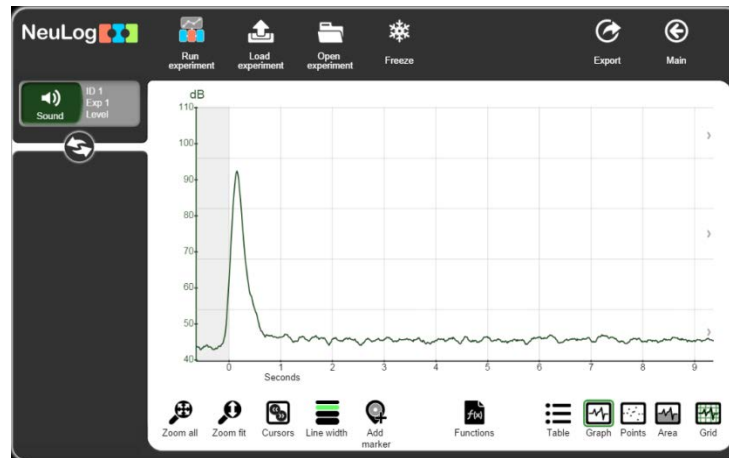 NeuLog
Run
experiment
Load
experiment
Open
experiment
Freeze
Export
Main
Sound
ID 1
Exp 1
Level
dB
110
100
90
80
70
60
50
40
0 1 2 3 4 5 6 7 8 9
Seconds
Zoom all
Zoom fit
Cursors
Line width
Add
marker
f(x)
Functions
Table
Graph
Points
Area
Grid